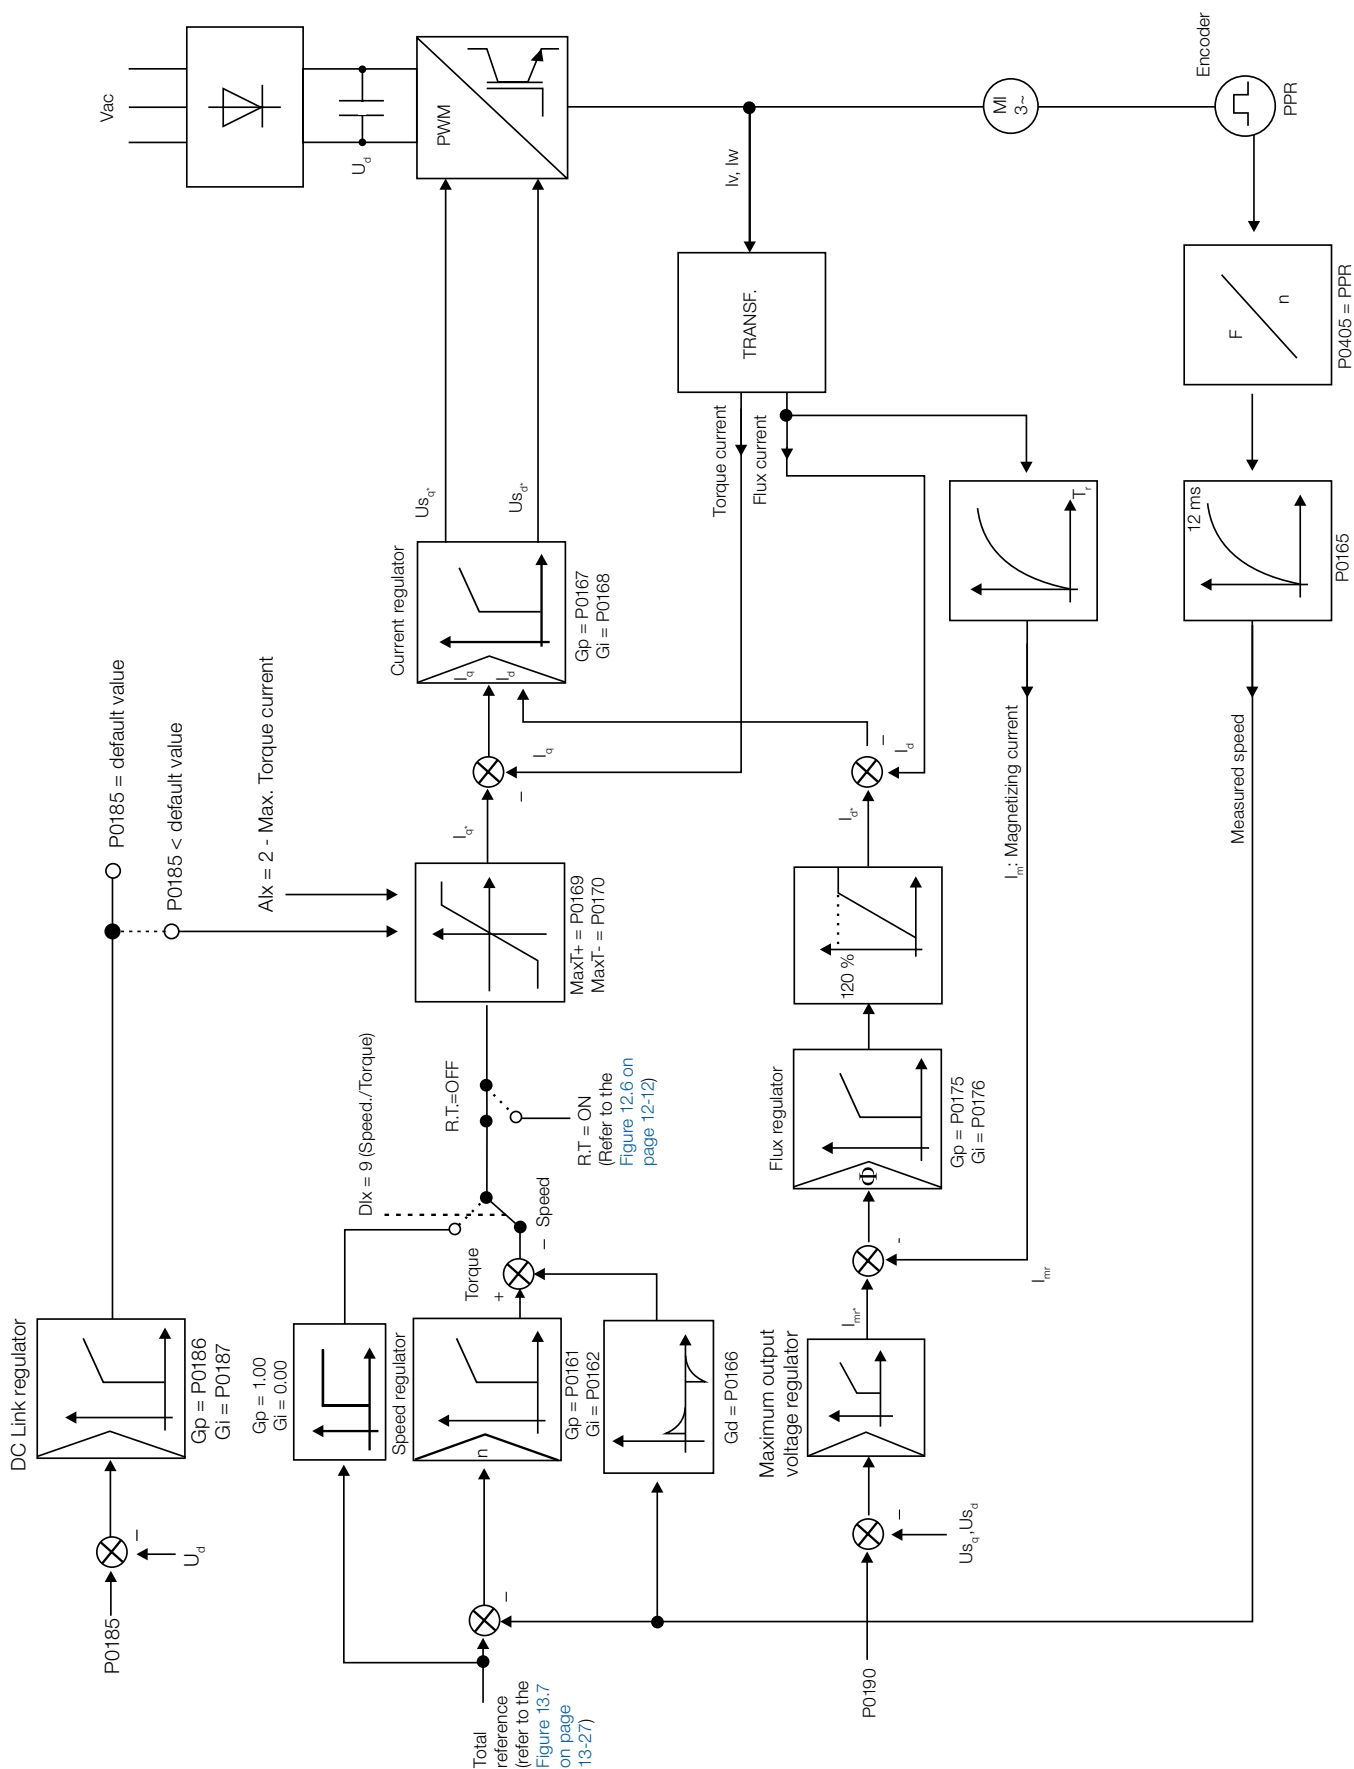 DC Link regulator
P0185
–
U_d
Gp = P0186
Gi = P0187
P0185 = default value
P0185 < default value
AIx = 2 - Max. Torque current
Vac
U_d
PWM
Total
reference
(refer to the
Figure 13.7
on page
13-27)
–
Gp = 1.00
Gi = 0.00
Speed regulator
n
Gp = P0161
Gi = P0162
Gd = P0166
Torque
+
–
Speed
DIx = 9 (Speed./Torque)
R.T.=OFF
R.T = ON
(Refer to the
Figure 12.6 on
page 12-12)
MaxT+ = P0169
MaxT- = P0170
I_q*
–
I_q
Current regulator
I_q
I_d
Gp = P0167
Gi = P0168
Us_q*
Us_d*
Iv, Iw
TRANSF.
Torque current
Flux current
MI
3~
Encoder
PPR
P0190
–
Us_q,Us_d
Maximum output
voltage regulator
I_mr*
-
I_mr
Flux regulator
Φ
Gp = P0175
Gi = P0176
120 %
I_d*
–
I_d
I_m: Magnetizing current
T_r
Measured speed
12 ms
P0165
F
n
P0405 = PPR